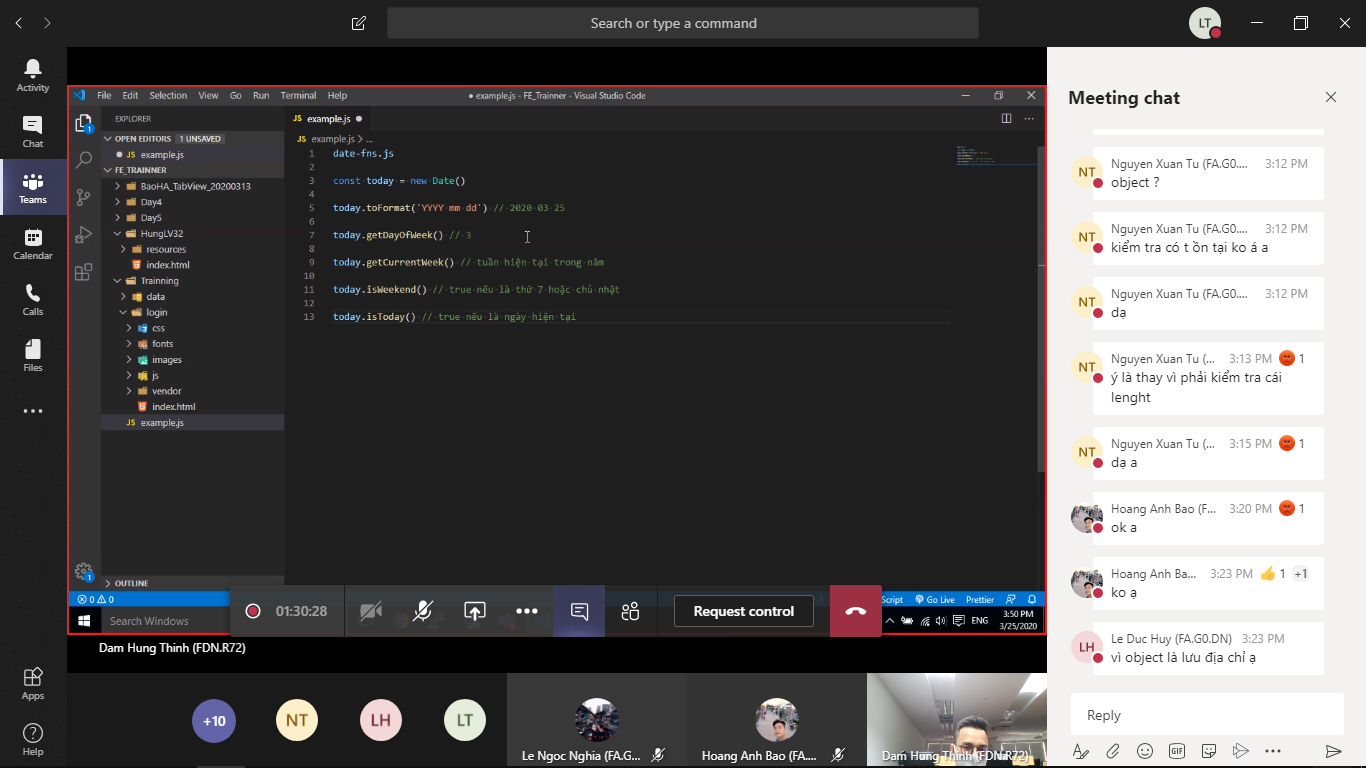 Search or type a command
LT
Activity
Chat
Teams
Calendar
Calls
Files
Apps
Help
File Edit Selection View Go Run Terminal Help
● example.js - FE_Trainner - Visual Studio Code
EXPLORER
OPEN EDITORS 1 UNSAVED
JS example.js
FE_TRAINNER
BaoHA_TabView_20200313
Day4
Day5
HungLV32
resources
index.html
Trainning
data
login
css
fonts
images
js
vendor
index.html
JS example.js
OUTLINE
JS example.js
JS example.js > ...
1 date-fns.js
2
3 const today = new Date()
4
5 today.toFormat('YYYY mm dd') // 2020 03 25
6
7 today.getDayOfWeek() // 3
8
9 today.getCurrentWeek() // tuần hiện tại trong năm
10
11 today.isWeekend() // true nếu là thứ 7 hoặc chủ nhật
12
13 today.isToday() // true nếu là ngày hiện tại
0 0
Script Go Live Prettier
Search Windows
ENG
3:50 PM
3/25/2020
01:30:28
Request control
Dam Hung Thinh (FDN.R72)
+10
NT
LH
LT
Le Ngoc Nghia (FA.G...
Hoang Anh Bao (FA....
Dam Hung Thinh (FDN.R72)
Meeting chat
NT
Nguyen Xuan Tu (FA.G0.... 3:12 PM
object ?
NT
Nguyen Xuan Tu (FA.G0.... 3:12 PM
kiểm tra có t ồn tại ko á a
NT
Nguyen Xuan Tu (FA.G0.... 3:12 PM
dạ
NT
Nguyen Xuan Tu (... 3:13 PM 1
ý là thay vì phải kiểm tra cái
lenght
NT
Nguyen Xuan Tu (... 3:15 PM 1
dạ a
Hoang Anh Bao (F... 3:20 PM 1
ok a
Hoang Anh Ba... 3:23 PM 1 +1
ko ạ
LH
Le Duc Huy (FA.G0.DN) 3:23 PM
vì object là lưu địa chỉ ạ
Reply
GIF